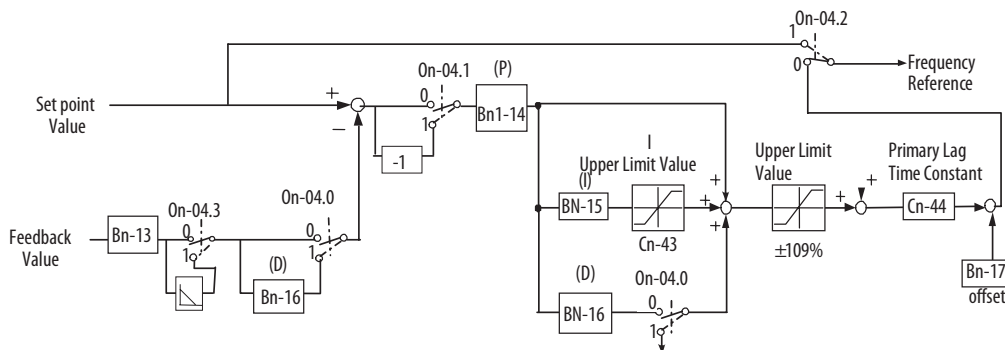 On-04.2
1
0
Frequency
Reference
On-04.1
(P)
0
1
Bn1-14
Set point
Value
+
−
-1
I
Upper Limit Value
(I)
BN-15
Cn-43
+
+
+
Upper Limit
Value
±109%
+
+
Primary Lag
Time Constant
Cn-44
+
+
Bn-17
offset
Feedback
Value
Bn-13
On-04.3
0
1
On-04.0
0
1
(D)
Bn-16
(D)
BN-16
On-04.0
0
1